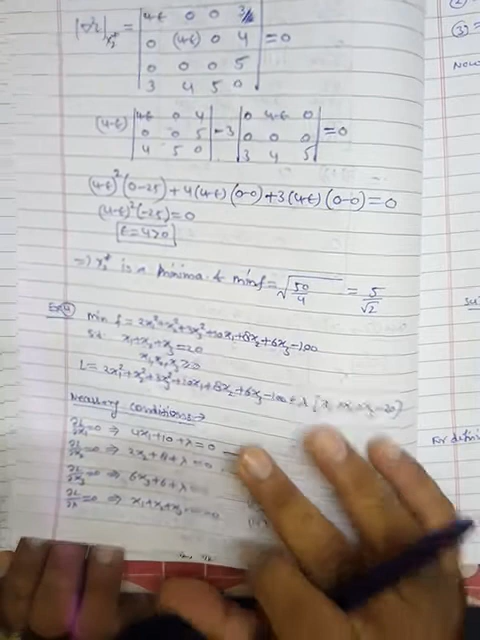 4-t 0 0 3
0 (4-t) 0 4 = 0
0 0 0 5
3 4 5 0
(4-t) | 4-t 0 4 | - 3 | 0 4-t 0 | = 0
0 0 5 0 0 0
4 5 0 3 4 5
(4-t)² (0-25) + 4(4-t) (0-0) + 3(4-t) (0-0) = 0
(4-t)² (-25) = 0
t = 4 > 0
is a minima & min f = √50/4 = 5/√2
min f = 2x₁² + x₂² + 3x₃² + 10x₁ + 8x₂ + 6x₃ - 100
s.t. x₁ + x₂ + x₃ = 20
x₁, x₂, x₃ ≥ 0
L = 2x₁² + x₂² + 3x₃² + 10x₁ + 8x₂ + 6x₃ - 100 + λ [x₁ + x₂ + x₃ - 20]
Necessary conditions →
∂L/∂x₁ = 0 ⇒ 4x₁ + 10 + λ = 0
∂L/∂x₂ = 0 ⇒ 2x₂ + 8 + λ = 0
∂L/∂x₃ = 0 ⇒ 6x₃ + 6 + λ
∂L/∂λ = 0 ⇒ x₁ + x₂ + x₃
Now